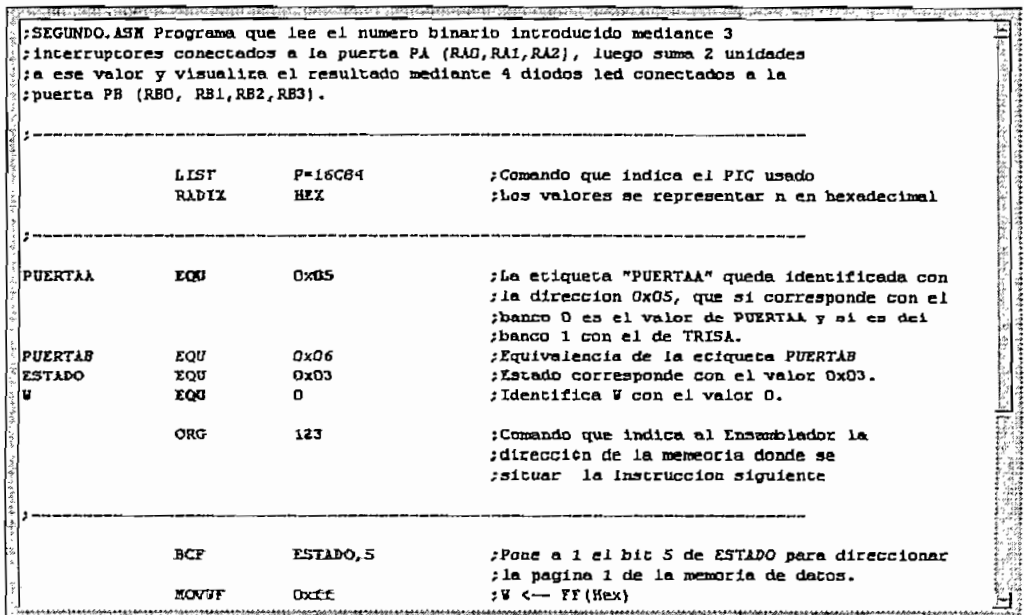 ;SEGUNDO.ASM Programa que lee el numero binario introducido mediante 3
;interruptores conectados a la puerta PA (RA0,RA1,RA2), luego suma 2 unidades
;a ese valor y visualiza el resultado mediante 4 diodos led conectados a la
;puerta PB (RB0, RB1,RB2,RB3).
;---------------------------------------------------------------
LIST P=16C84 ;Comando que indica el PIC usado
RADIX HEX ;Los valores se representar n en hexadecimal
;---------------------------------------------------------------
PUERTAA EQU 0x05 ;La etiqueta "PUERTAA" queda identificada con
;la direccion 0x05, que si corresponde con el
;banco 0 es el valor de PUERTAA y si es del
;banco 1 con el de TRISA.
PUERTAB EQU 0x06 ;Equivalencia de la etiqueta PUERTAB
ESTADO EQU 0x03 ;Estado corresponde con el valor 0x03.
W EQU 0 ;Identifica W con el valor 0.
ORG 123 ;Comando que indica al Ensamblador la
;dirección de la memeoria donde se
;situar la Instruccion siguiente
;---------------------------------------------------------------
BCF ESTADO,5 ;Pone a 1 el bit 5 de ESTADO para direccionar
;la pagina 1 de la memoria de datos.
MOVWF 0xff ;W <-- FF(Hex)